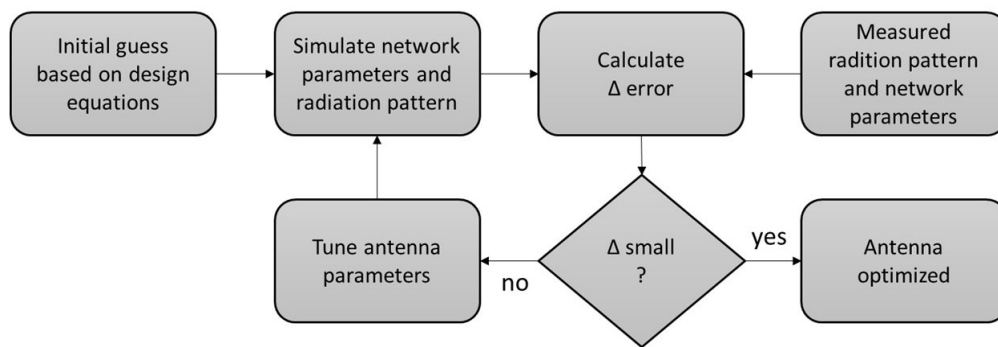 Initial guess
based on design
equations
Simulate network
parameters and
radiation pattern
Calculate
Δ error
Measured
radition pattern
and network
parameters
Tune antenna
parameters
no
Δ small
?
yes
Antenna
optimized